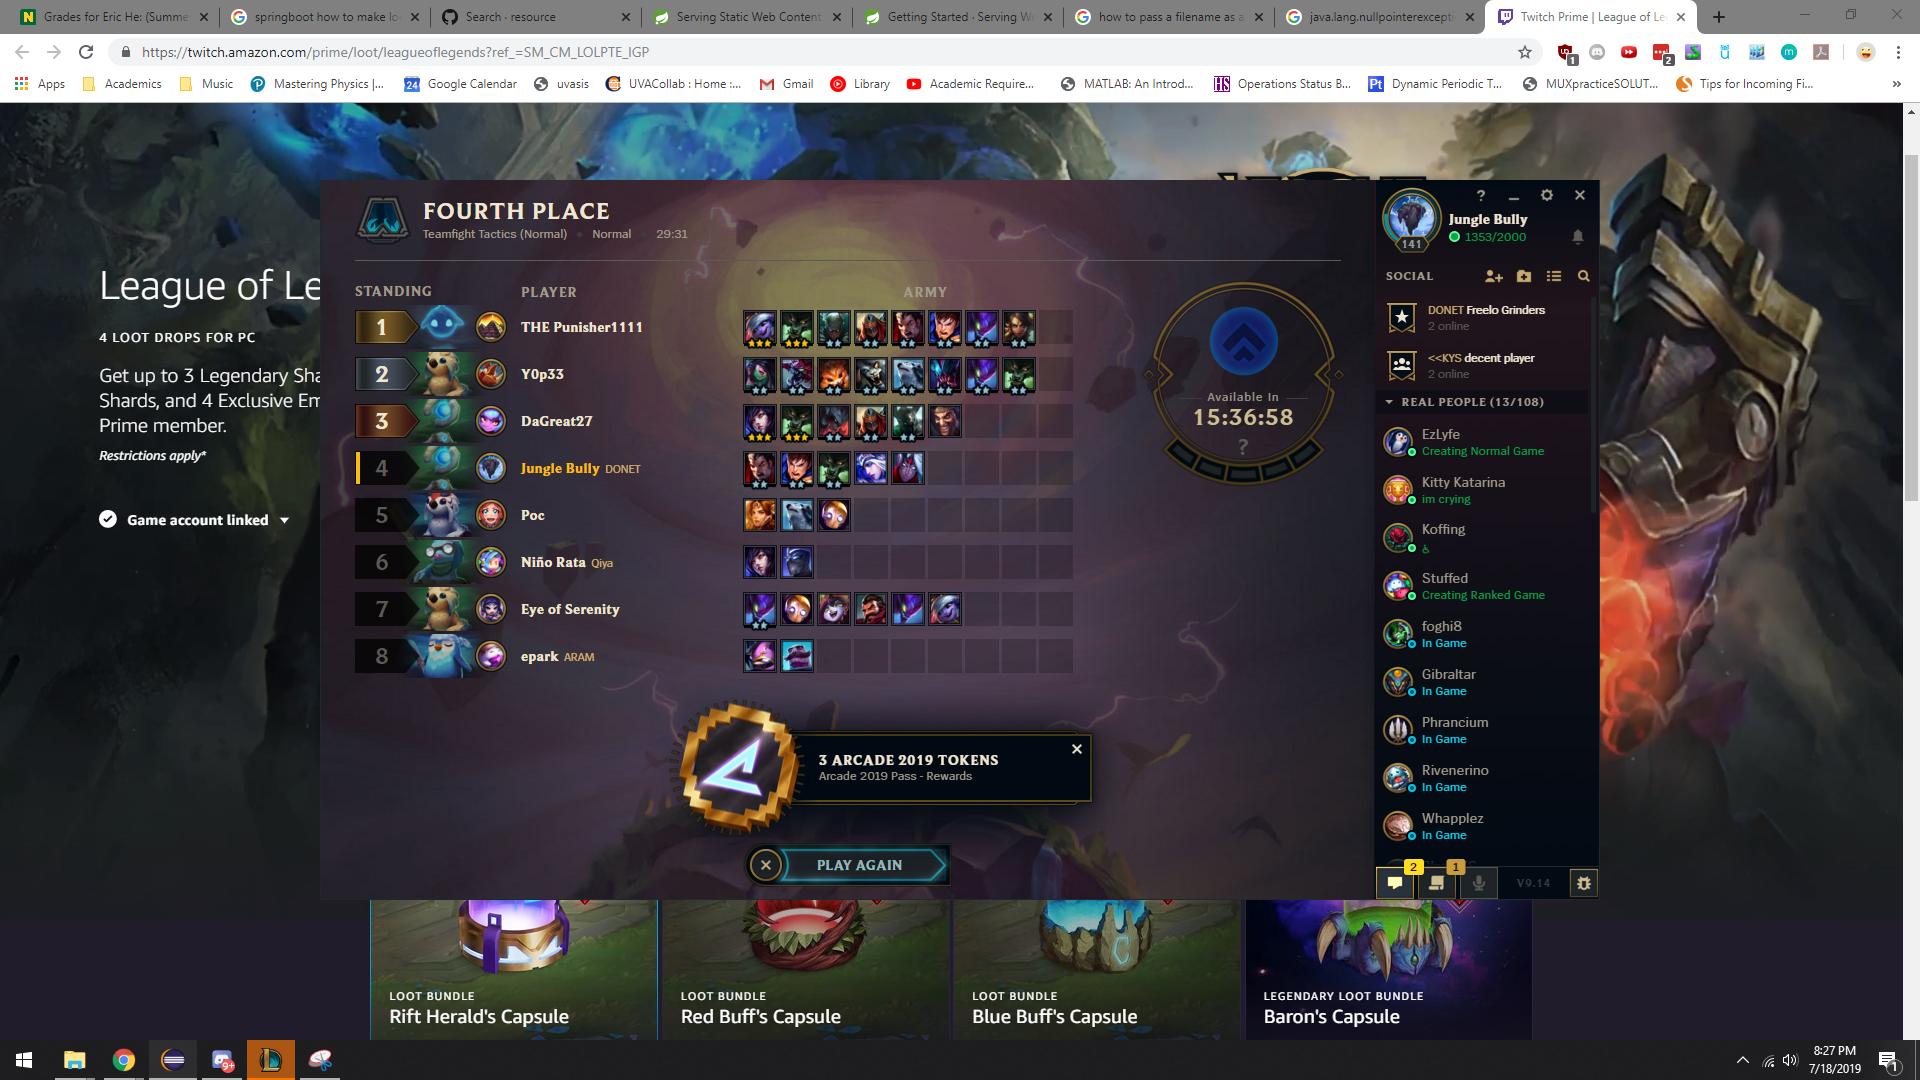 Grades for Eric He: (Summe
springboot how to make lo
Search · resource
Serving Static Web Content
Getting Started · Serving W
how to pass a filename as a
java.lang.nullpointerexcepti
Twitch Prime | League of Le
https://twitch.amazon.com/prime/loot/leagueoflegends?ref_=SM_CM_LOLPTE_IGP
Apps
Academics
Music
Mastering Physics |...
Google Calendar
uvasis
UVACollab : Home :...
Gmail
Library
Academic Require...
MATLAB: An Introd...
Operations Status B...
Dynamic Periodic T...
MUXpracticeSOLUT...
Tips for Incoming Fi...
League of Le
4 LOOT DROPS FOR PC
Get up to 3 Legendary Sha
Shards, and 4 Exclusive Em
Prime member.
Restrictions apply*
Game account linked
FOURTH PLACE
Teamfight Tactics (Normal) • Normal • 29:31
STANDING PLAYER ARMY
1 THE Punisher1111
2 Y0p33
3 DaGreat27
4 Jungle Bully DONET
5 Poc
6 Niño Rata Qiya
7 Eye of Serenity
8 epark ARAM
Available In
15:36:58
?
3 ARCADE 2019 TOKENS
Arcade 2019 Pass - Rewards
PLAY AGAIN
?
Jungle Bully
1353/2000
141
SOCIAL
DONET Freelo Grinders
2 online
<<KYS decent player
2 online
REAL PEOPLE (13/108)
EzLyfe
Creating Normal Game
Kitty Katarina
im crying
Koffing
♿
Stuffed
Creating Ranked Game
foghi8
In Game
Gibraltar
In Game
Phrancium
In Game
Rivenerino
In Game
Whapplez
In Game
2
1
V9.14
LOOT BUNDLE
Rift Herald's Capsule
LOOT BUNDLE
Red Buff's Capsule
LOOT BUNDLE
Blue Buff's Capsule
LEGENDARY LOOT BUNDLE
Baron's Capsule
9+
8:27 PM
7/18/2019
1